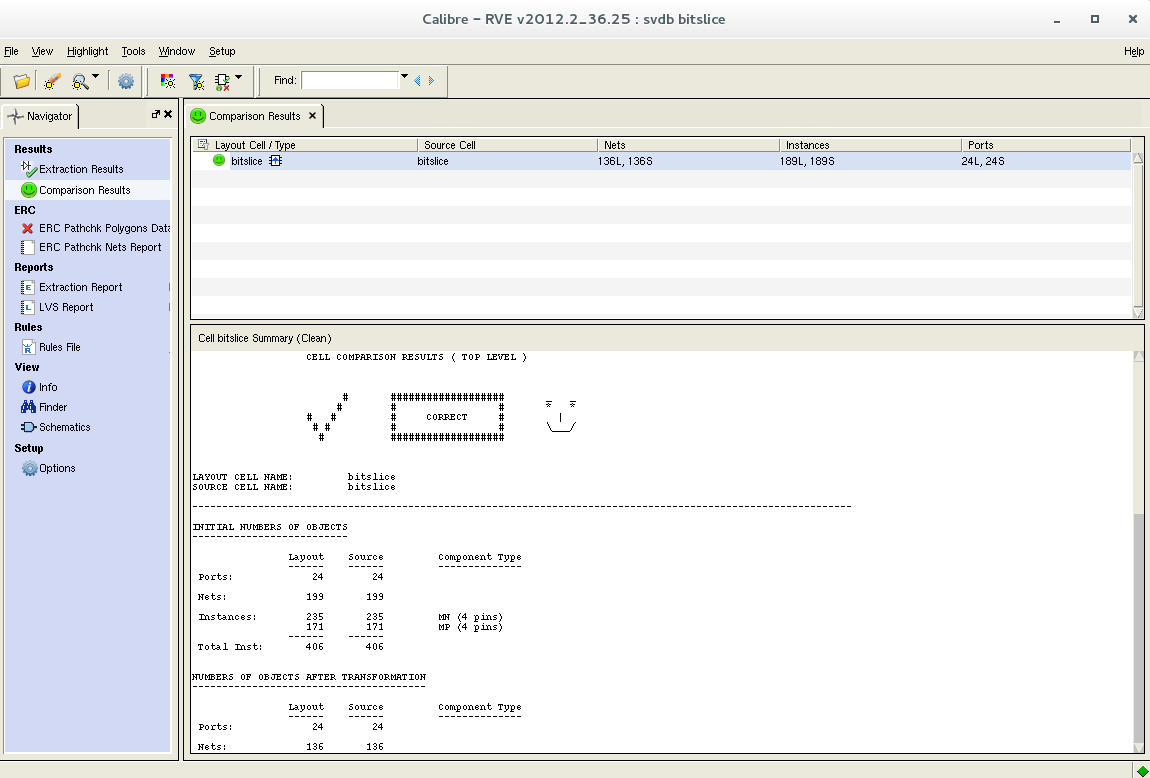 Calibre – RVE v2012.2_36.25 : svdb bitslice
File View Highlight Tools Window Setup Help
Find:
Navigator
Comparison Results
Results
Extraction Results
Comparison Results
ERC
ERC Pathchk Polygons Data
ERC Pathchk Nets Report
Reports
Extraction Report
LVS Report
Rules
Rules File
View
Info
Finder
Schematics
Setup
Options
Layout Cell / Type Source Cell Nets Instances Ports
bitslice bitslice 136L, 136S 189L, 189S 24L, 24S
Cell bitslice Summary (Clean)
CELL COMPARISON RESULTS ( TOP LEVEL )
# ####################
# # #
# # # CORRECT #
# # # #
# ####################
LAYOUT CELL NAME: bitslice
SOURCE CELL NAME: bitslice
INITIAL NUMBERS OF OBJECTS
Layout Source Component Type
Ports: 24 24
Nets: 199 199
Instances: 235 235 MN (4 pins)
171 171 MP (4 pins)
Total Inst: 406 406
NUMBERS OF OBJECTS AFTER TRANSFORMATION
Layout Source Component Type
Ports: 24 24
Nets: 136 136